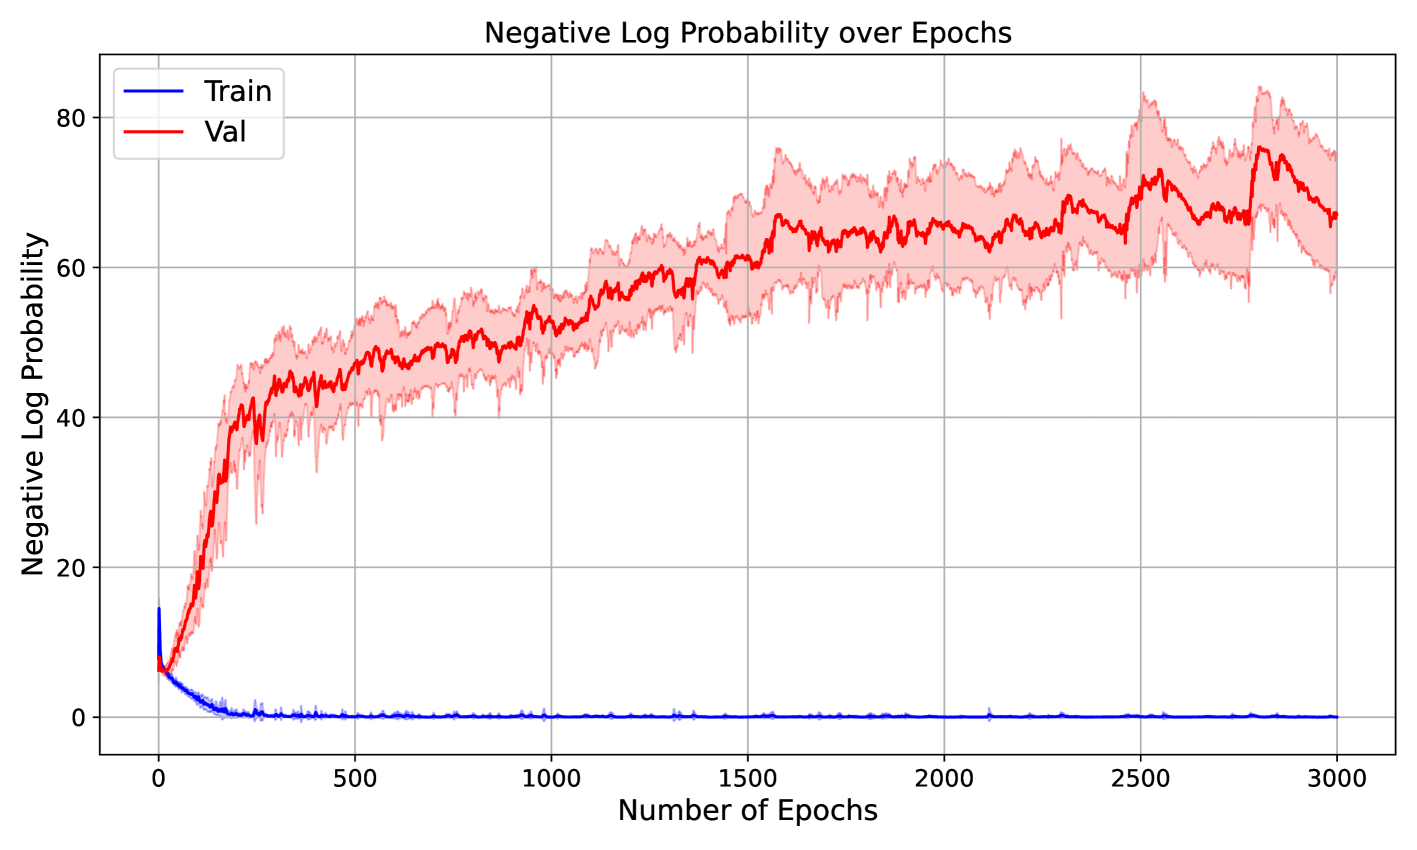 Negative Log Probability over Epochs
Train
Val
Negative Log Probability
80
60
40
20
0
0 500 1000 1500 2000 2500 3000
Number of Epochs